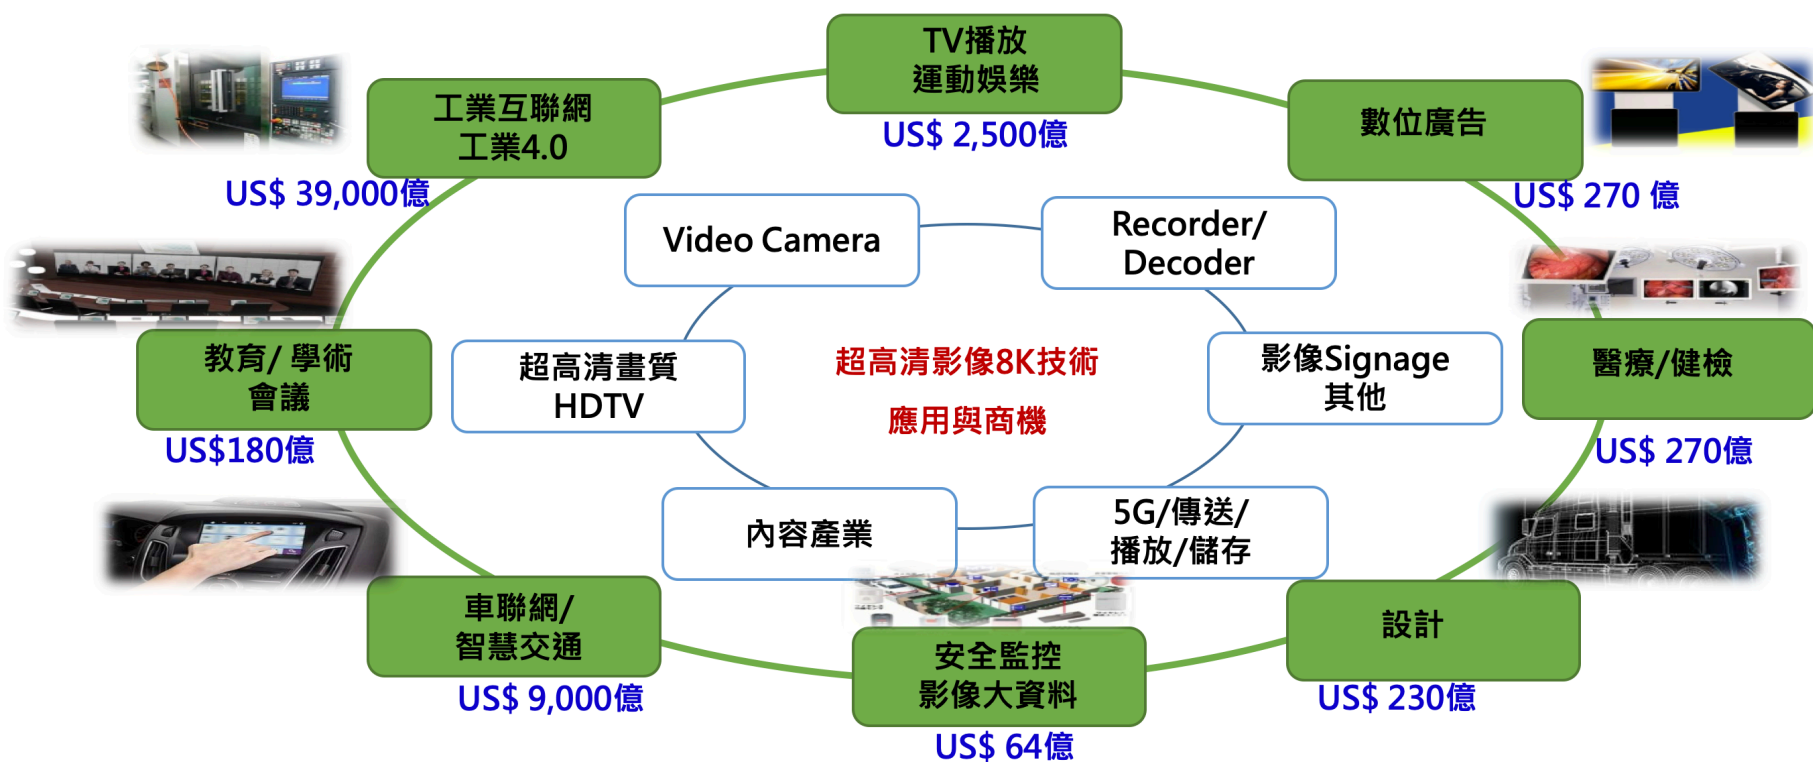 TV播放
運動娛樂
US$ 2,500億
工業互聯網
工業4.0
US$ 39,000億
數位廣告
US$ 270 億
Video Camera
Recorder/
Decoder
教育/ 學術
會議
US$180億
超高清畫質
HDTV
超高清影像8K技術
應用與商機
影像Signage
其他
醫療/健檢
US$ 270億
內容產業
5G/傳送/
播放/儲存
車聯網/
智慧交通
US$ 9,000億
安全監控
影像大資料
US$ 64億
設計
US$ 230億